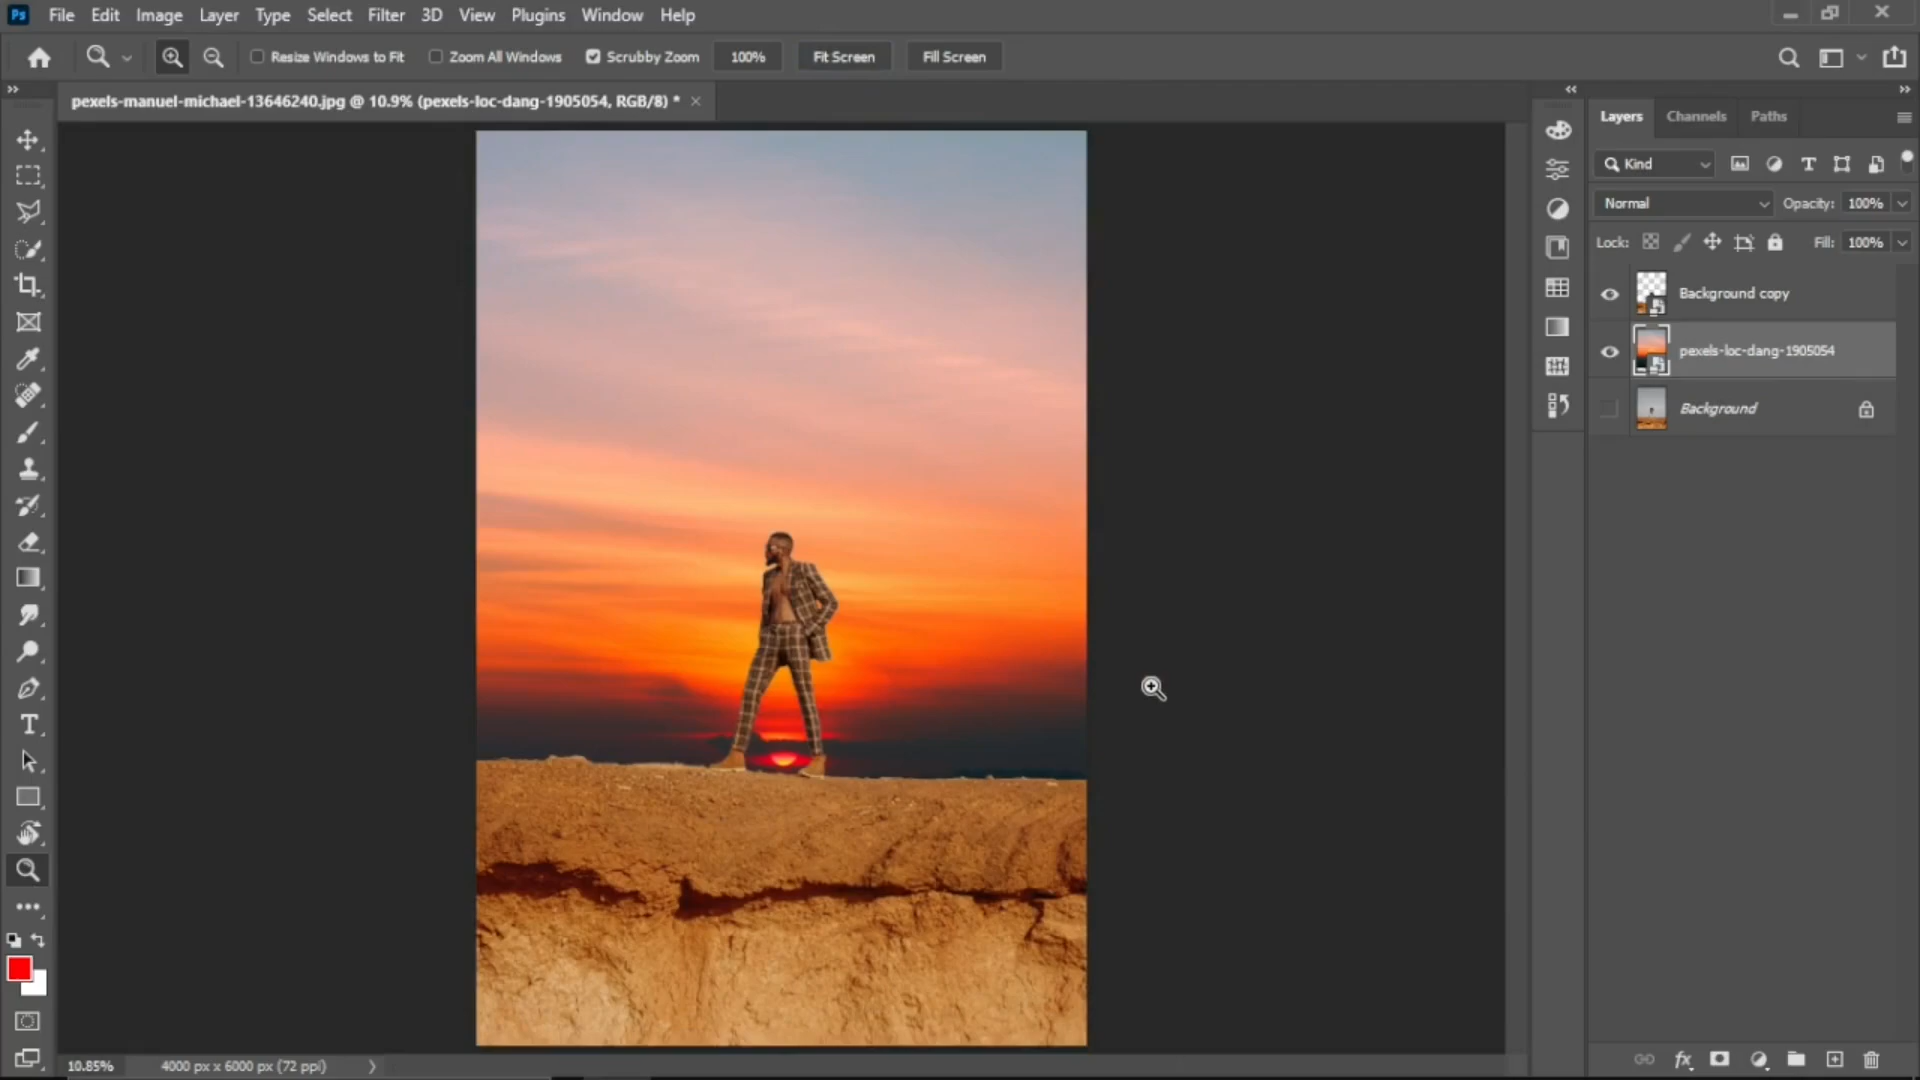 Ps File Edit Image Layer Type Select Filter 3D View Plugins Window Help
Resize Windows to Fit Zoom All Windows Scrubby Zoom 100% Fit Screen Fill Screen
pexels-manuel-michael-13646240.jpg @ 10.9% (pexels-loc-dang-1905054, RGB/8) * ×
Layers Channels Paths
Kind
Normal Opacity: 100%
Lock: Fill: 100%
Background copy
pexels-loc-dang-1905054
Background
10.85% 4000 px x 6000 px (72 ppi)